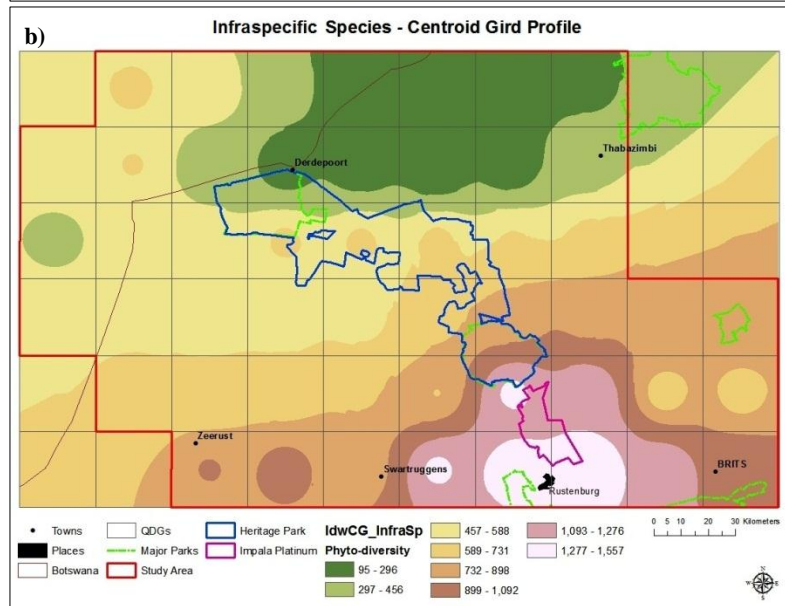 Infraspecific Species - Centroid Gird Profile
b)
Thabazimbi
Derdepoort
Zeerust
Swartruggens
BRITS
Rustenburg
Towns
QDGs
Heritage Park
IdwCG_InfraSp
457 - 588
1,093 - 1,276
0 5 10 20 30 Kilometers
Places
Major Parks
Impala Platinum
Phyto-diversity
589 - 731
1,277 - 1,557
Botswana
Study Area
95 - 296
732 - 898
297 - 456
899 - 1,092
N
W E
S